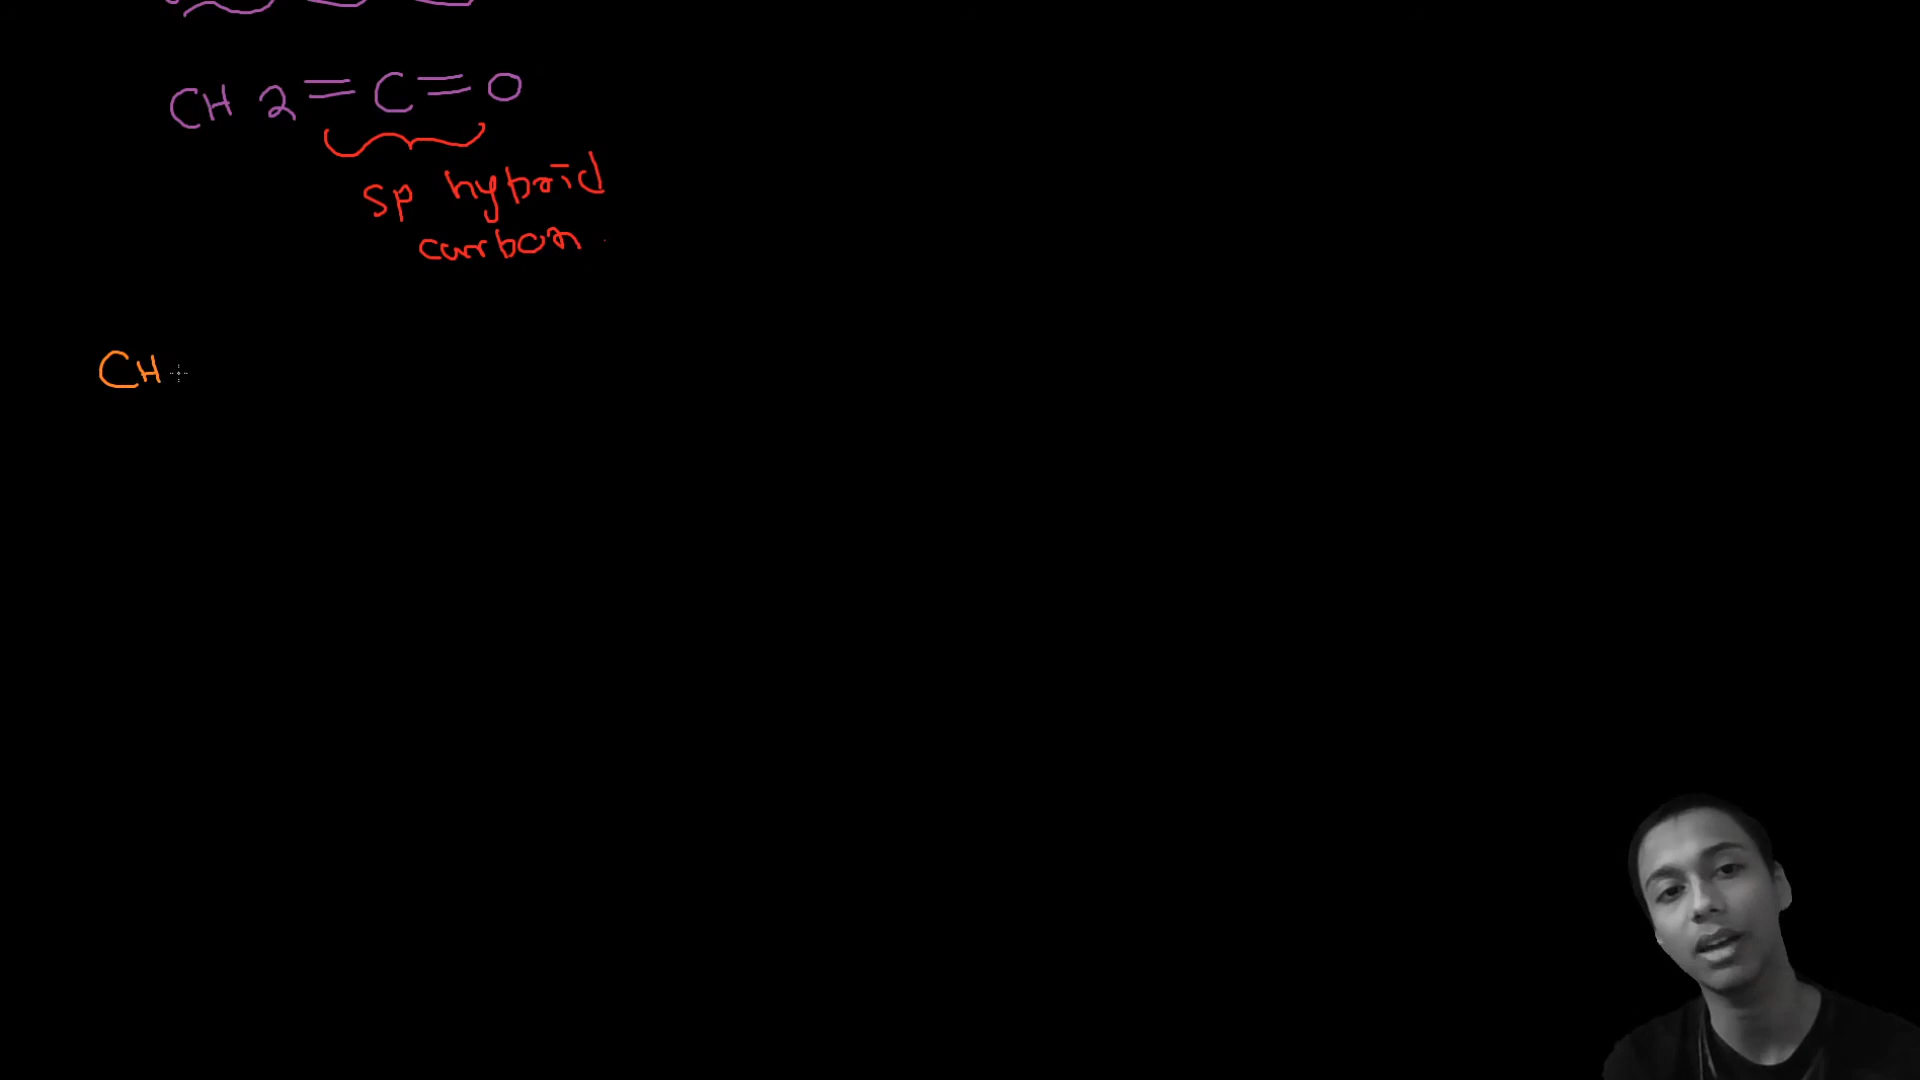 CH 2=C=O
sp hybrid
carbon.
CH